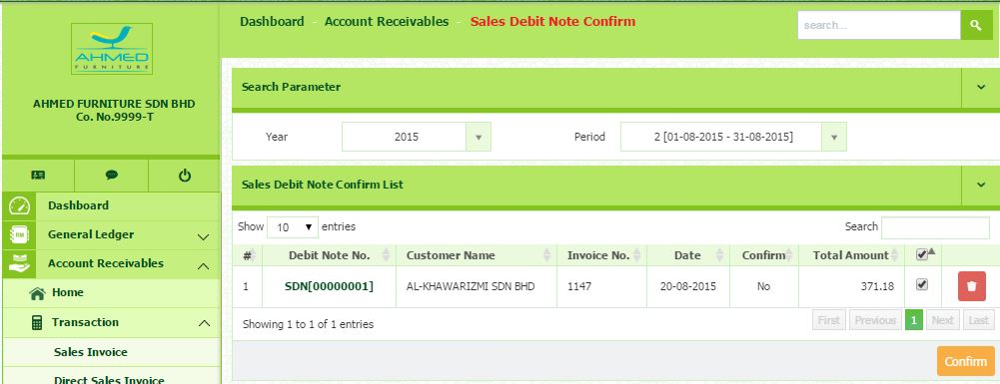 AHMED
FURNITURE
AHMED FURNITURE SDN BHD
Co. No.9999-T
Dashboard
General Ledger
Account Receivables
Home
Transaction
Sales Invoice
Direct Sales Invoice
Dashboard - Account Receivables - Sales Debit Note Confirm
search...
Search Parameter
Year 2015 Period 2 [01-08-2015 - 31-08-2015]
Sales Debit Note Confirm List
Show 10 entries Search
# Debit Note No. Customer Name Invoice No. Date Confirm Total Amount
1 SDN[00000001] AL-KHAWARIZMI SDN BHD 1147 20-08-2015 No 371.18
Showing 1 to 1 of 1 entries First Previous 1 Next Last
Confirm